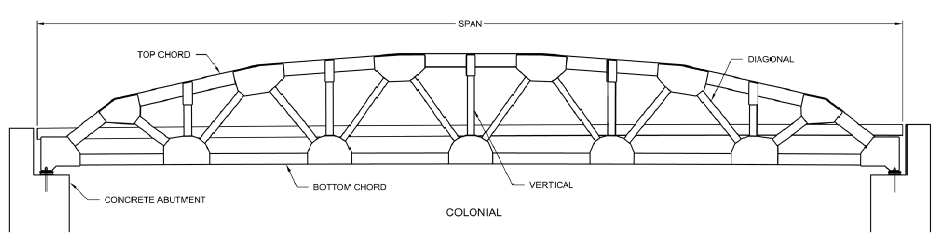 SPAN
TOP CHORD
DIAGONAL
BOTTOM CHORD
VERTICAL
CONCRETE ABUTMENT
COLONIAL